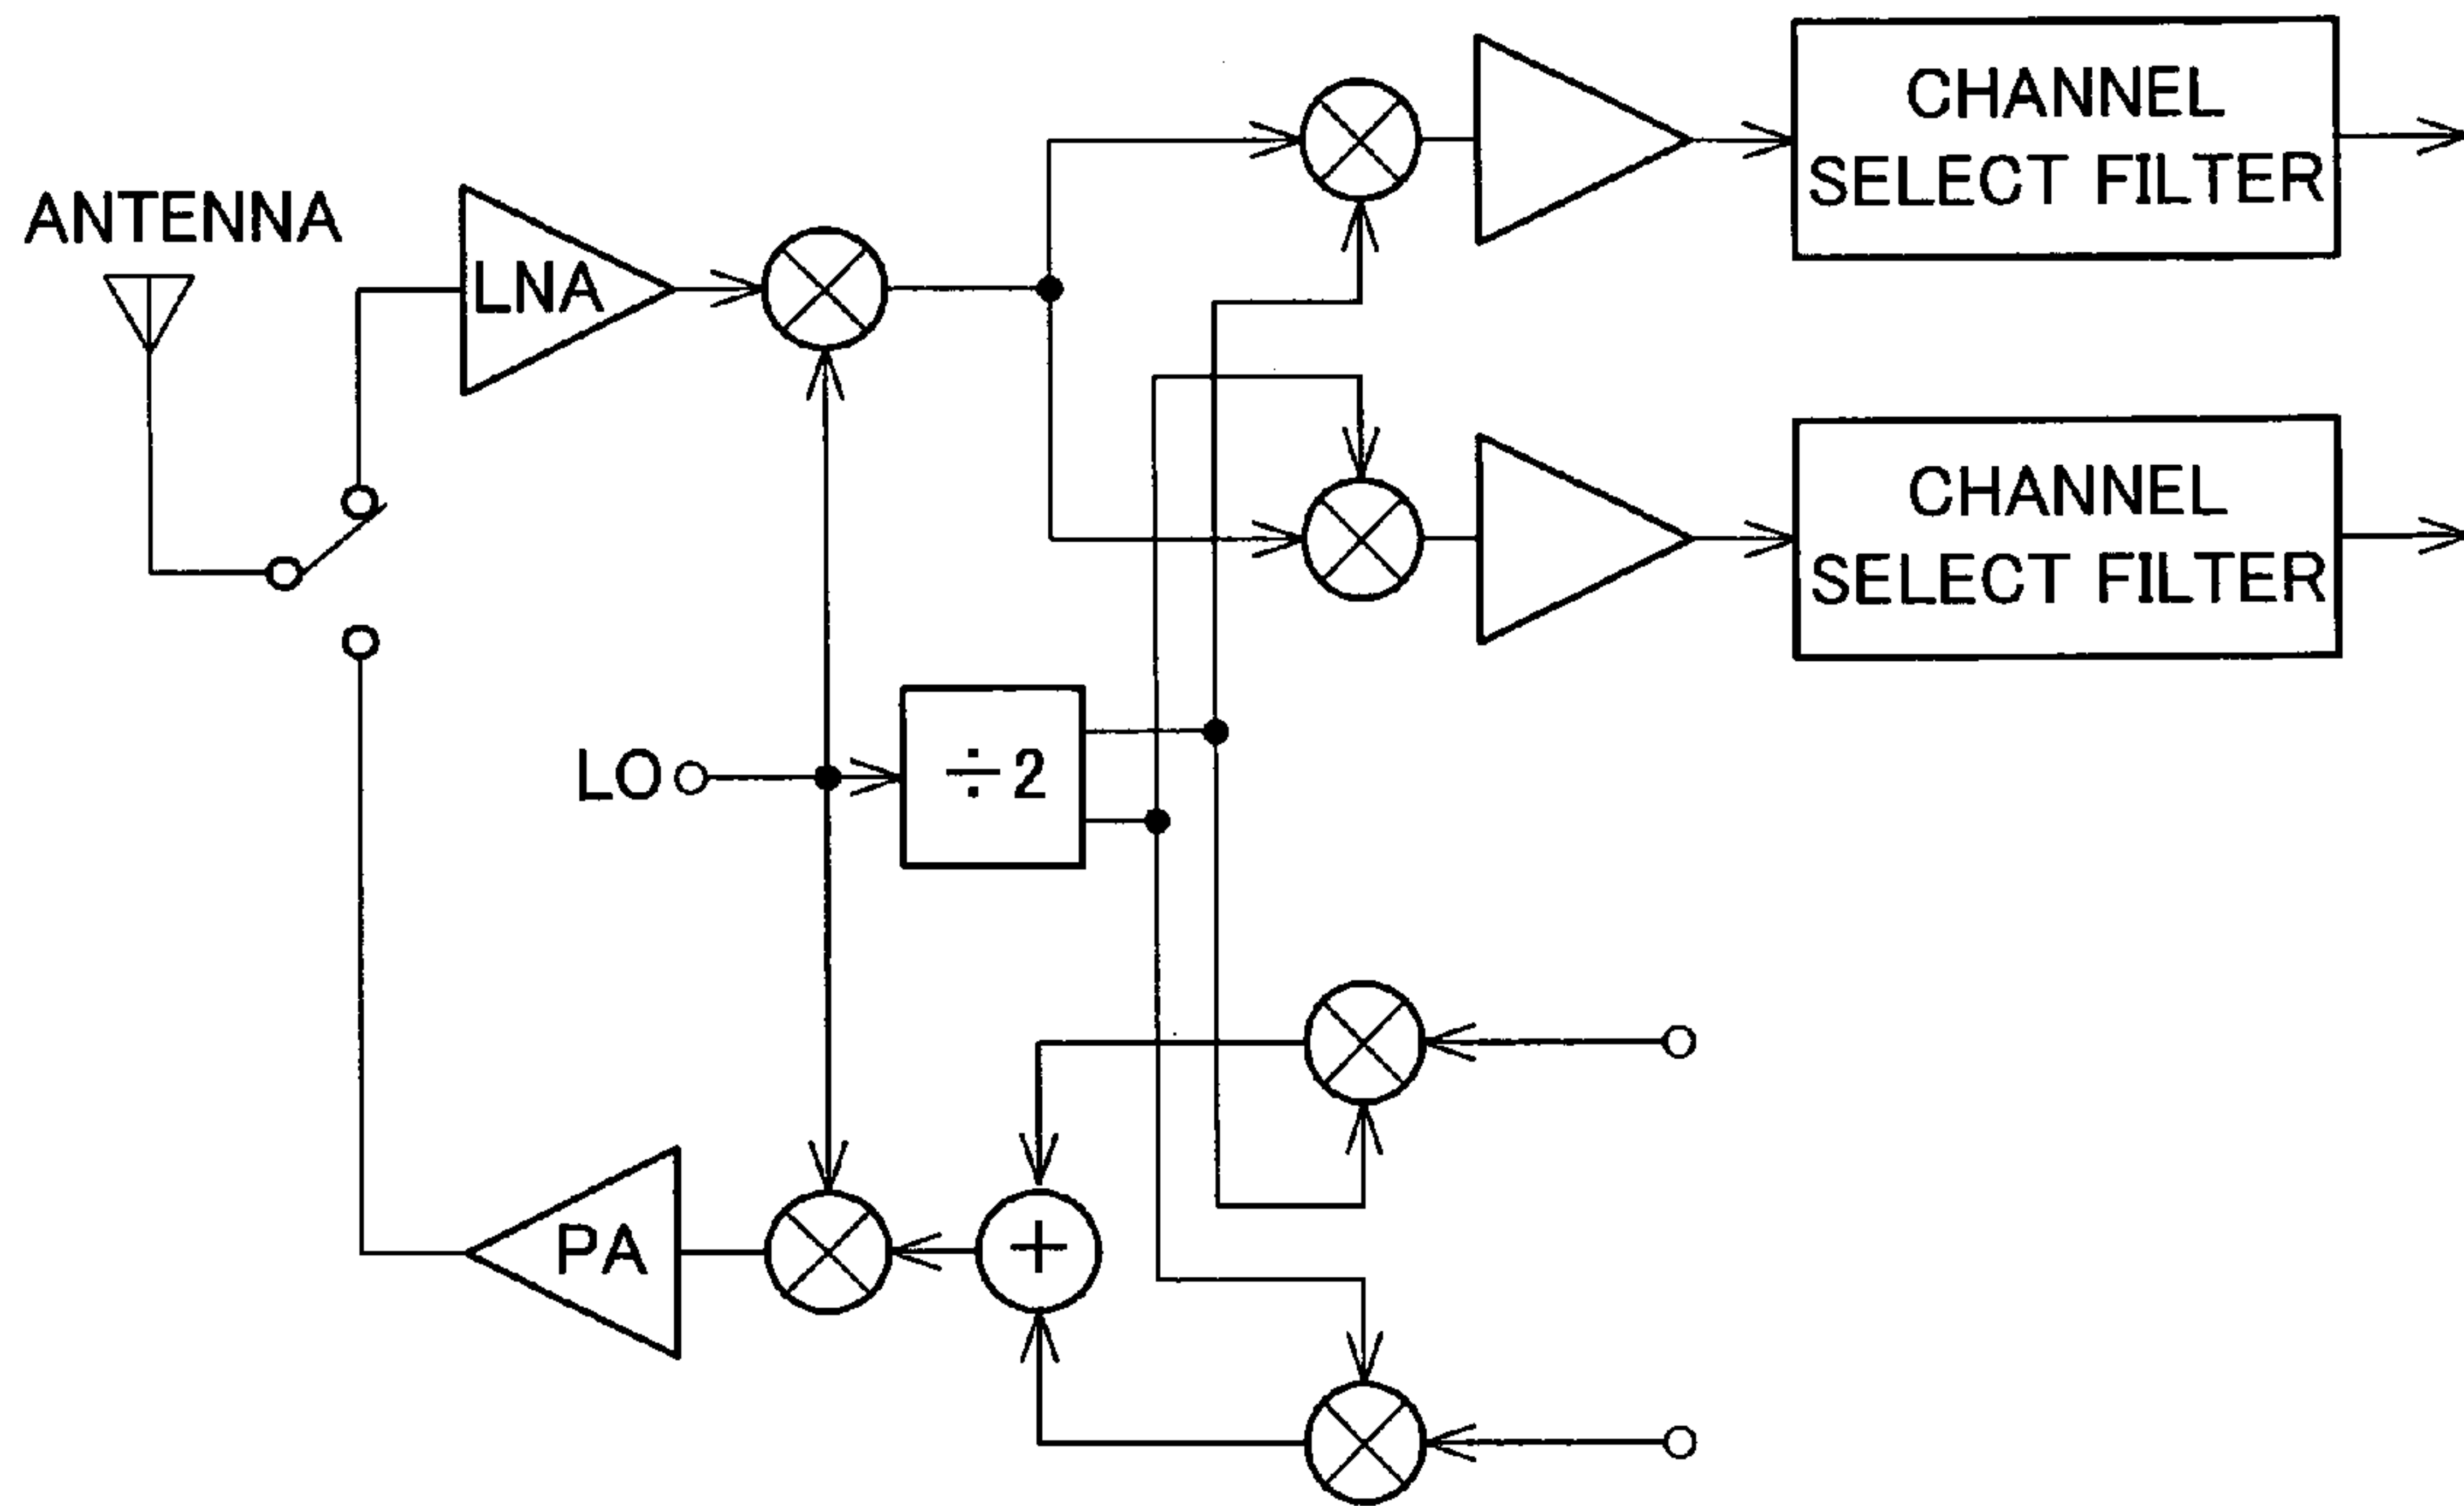 CHANNEL
SELECT FILTER
ANTENNA
LNA
CHANNEL
SELECT FILTER
LO
÷2
+
PA